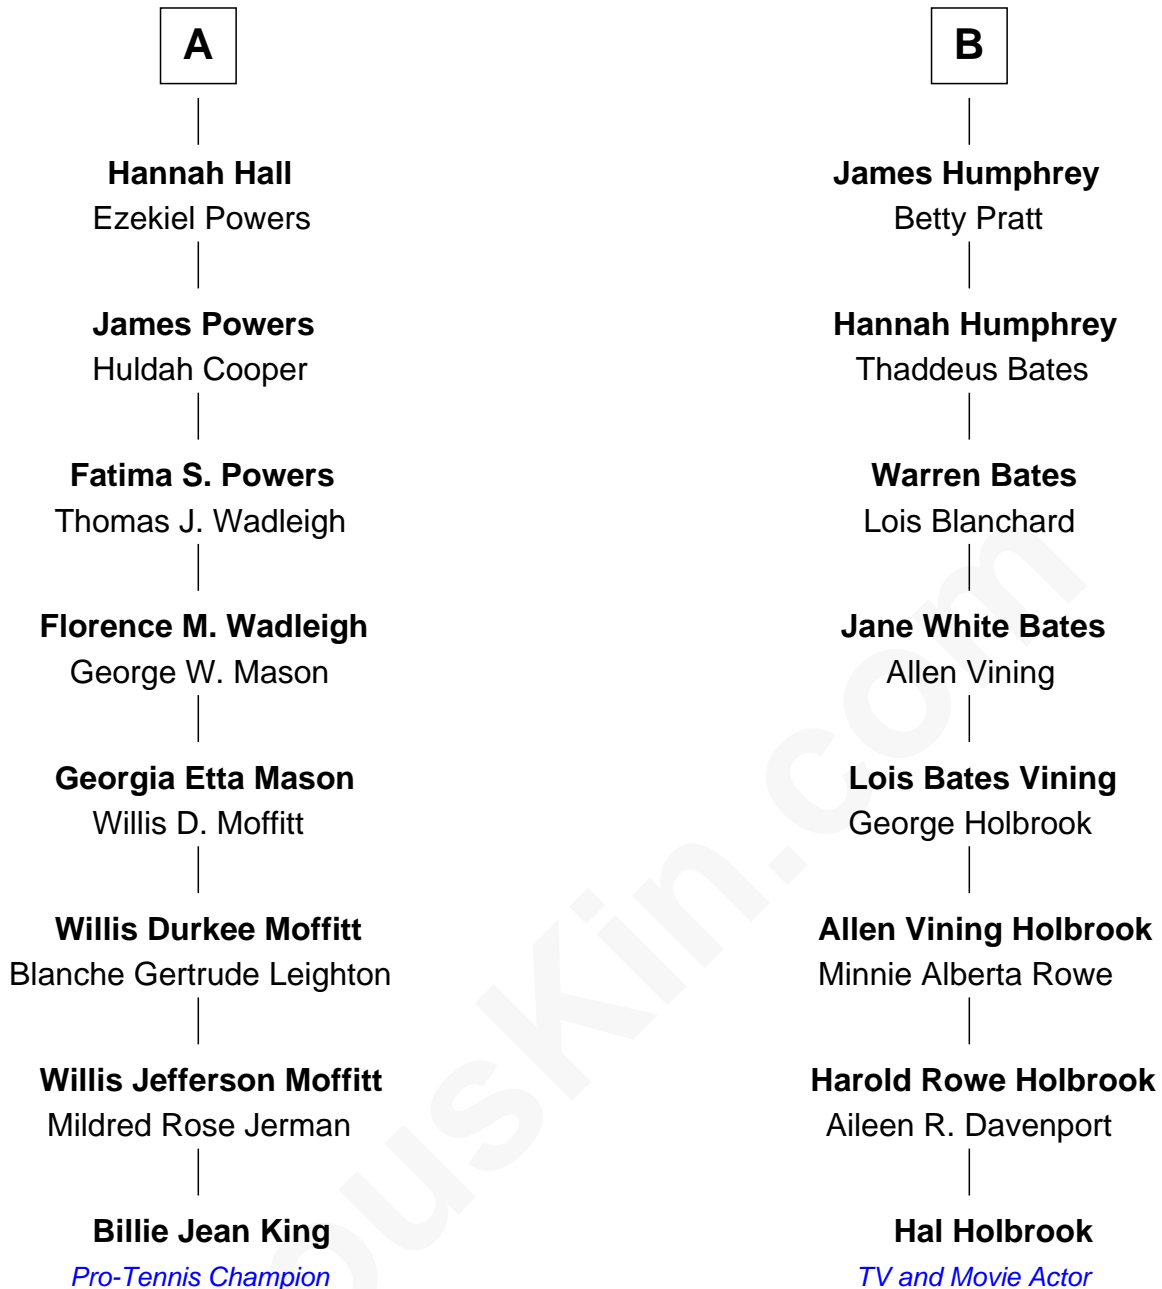 A
Hannah Hall
Ezekiel Powers
James Powers
Huldah Cooper
Fatima S. Powers
Thomas J. Wadleigh
Florence M. Wadleigh
George W. Mason
Georgia Etta Mason
Willis D. Moffitt
Willis Durkee Moffitt
Blanche Gertrude Leighton
Willis Jefferson Moffitt
Mildred Rose Jerman
Billie Jean King
Pro-Tennis Champion
B
James Humphrey
Betty Pratt
Hannah Humphrey
Thaddeus Bates
Warren Bates
Lois Blanchard
Jane White Bates
Allen Vining
Lois Bates Vining
George Holbrook
Allen Vining Holbrook
Minnie Alberta Rowe
Harold Rowe Holbrook
Aileen R. Davenport
Hal Holbrook
TV and Movie Actor
ousKin.com